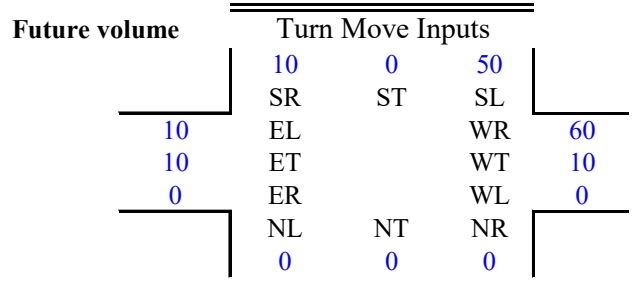 Future volume Turn Move Inputs
10 0 50
SR ST SL
10 EL WR 60
10 ET WT 10
0 ER WL 0
NL NT NR
0 0 0